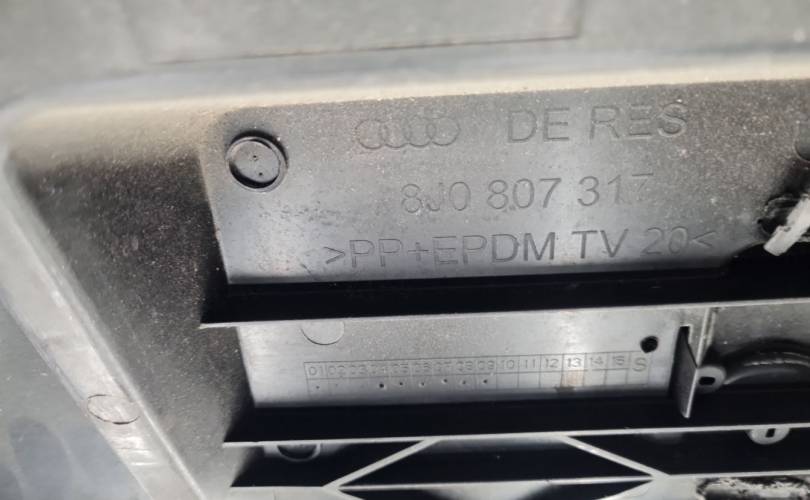 DE RES
8J0 807 317
>PP+EPDM TV 20<
01 02 03 04 05 06 07 08 09 10 11 12 13 14 15 S